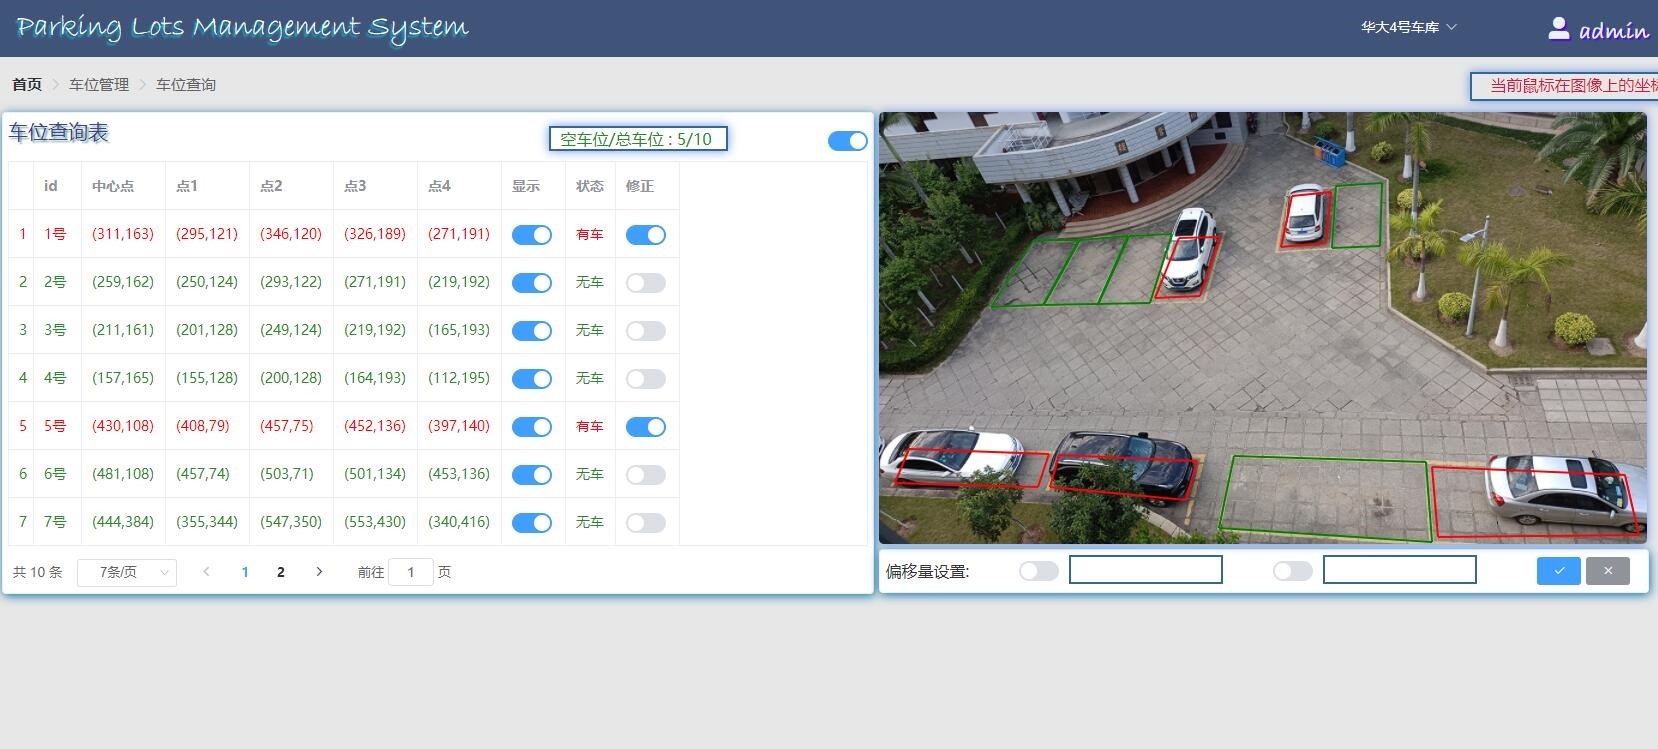 Parking Lots Management System
华大4号车库
admin
首页 车位管理 车位查询
当前鼠标在图像上的坐标
车位查询表
空车位/总车位 : 5/10
id 中心点 点1 点2 点3 点4 显示 状态 修正
1 1号 (311,163) (295,121) (346,120) (326,189) (271,191) 有车
2 2号 (259,162) (250,124) (293,122) (271,191) (219,192) 无车
3 3号 (211,161) (201,128) (249,124) (219,192) (165,193) 无车
4 4号 (157,165) (155,128) (200,128) (164,193) (112,195) 无车
5 5号 (430,108) (408,79) (457,75) (452,136) (397,140) 有车
6 6号 (481,108) (457,74) (503,71) (501,134) (453,136) 无车
7 7号 (444,384) (355,344) (547,350) (553,430) (340,416) 无车
共 10 条 7条/页 1 2 前往 1 页
偏移量设置: